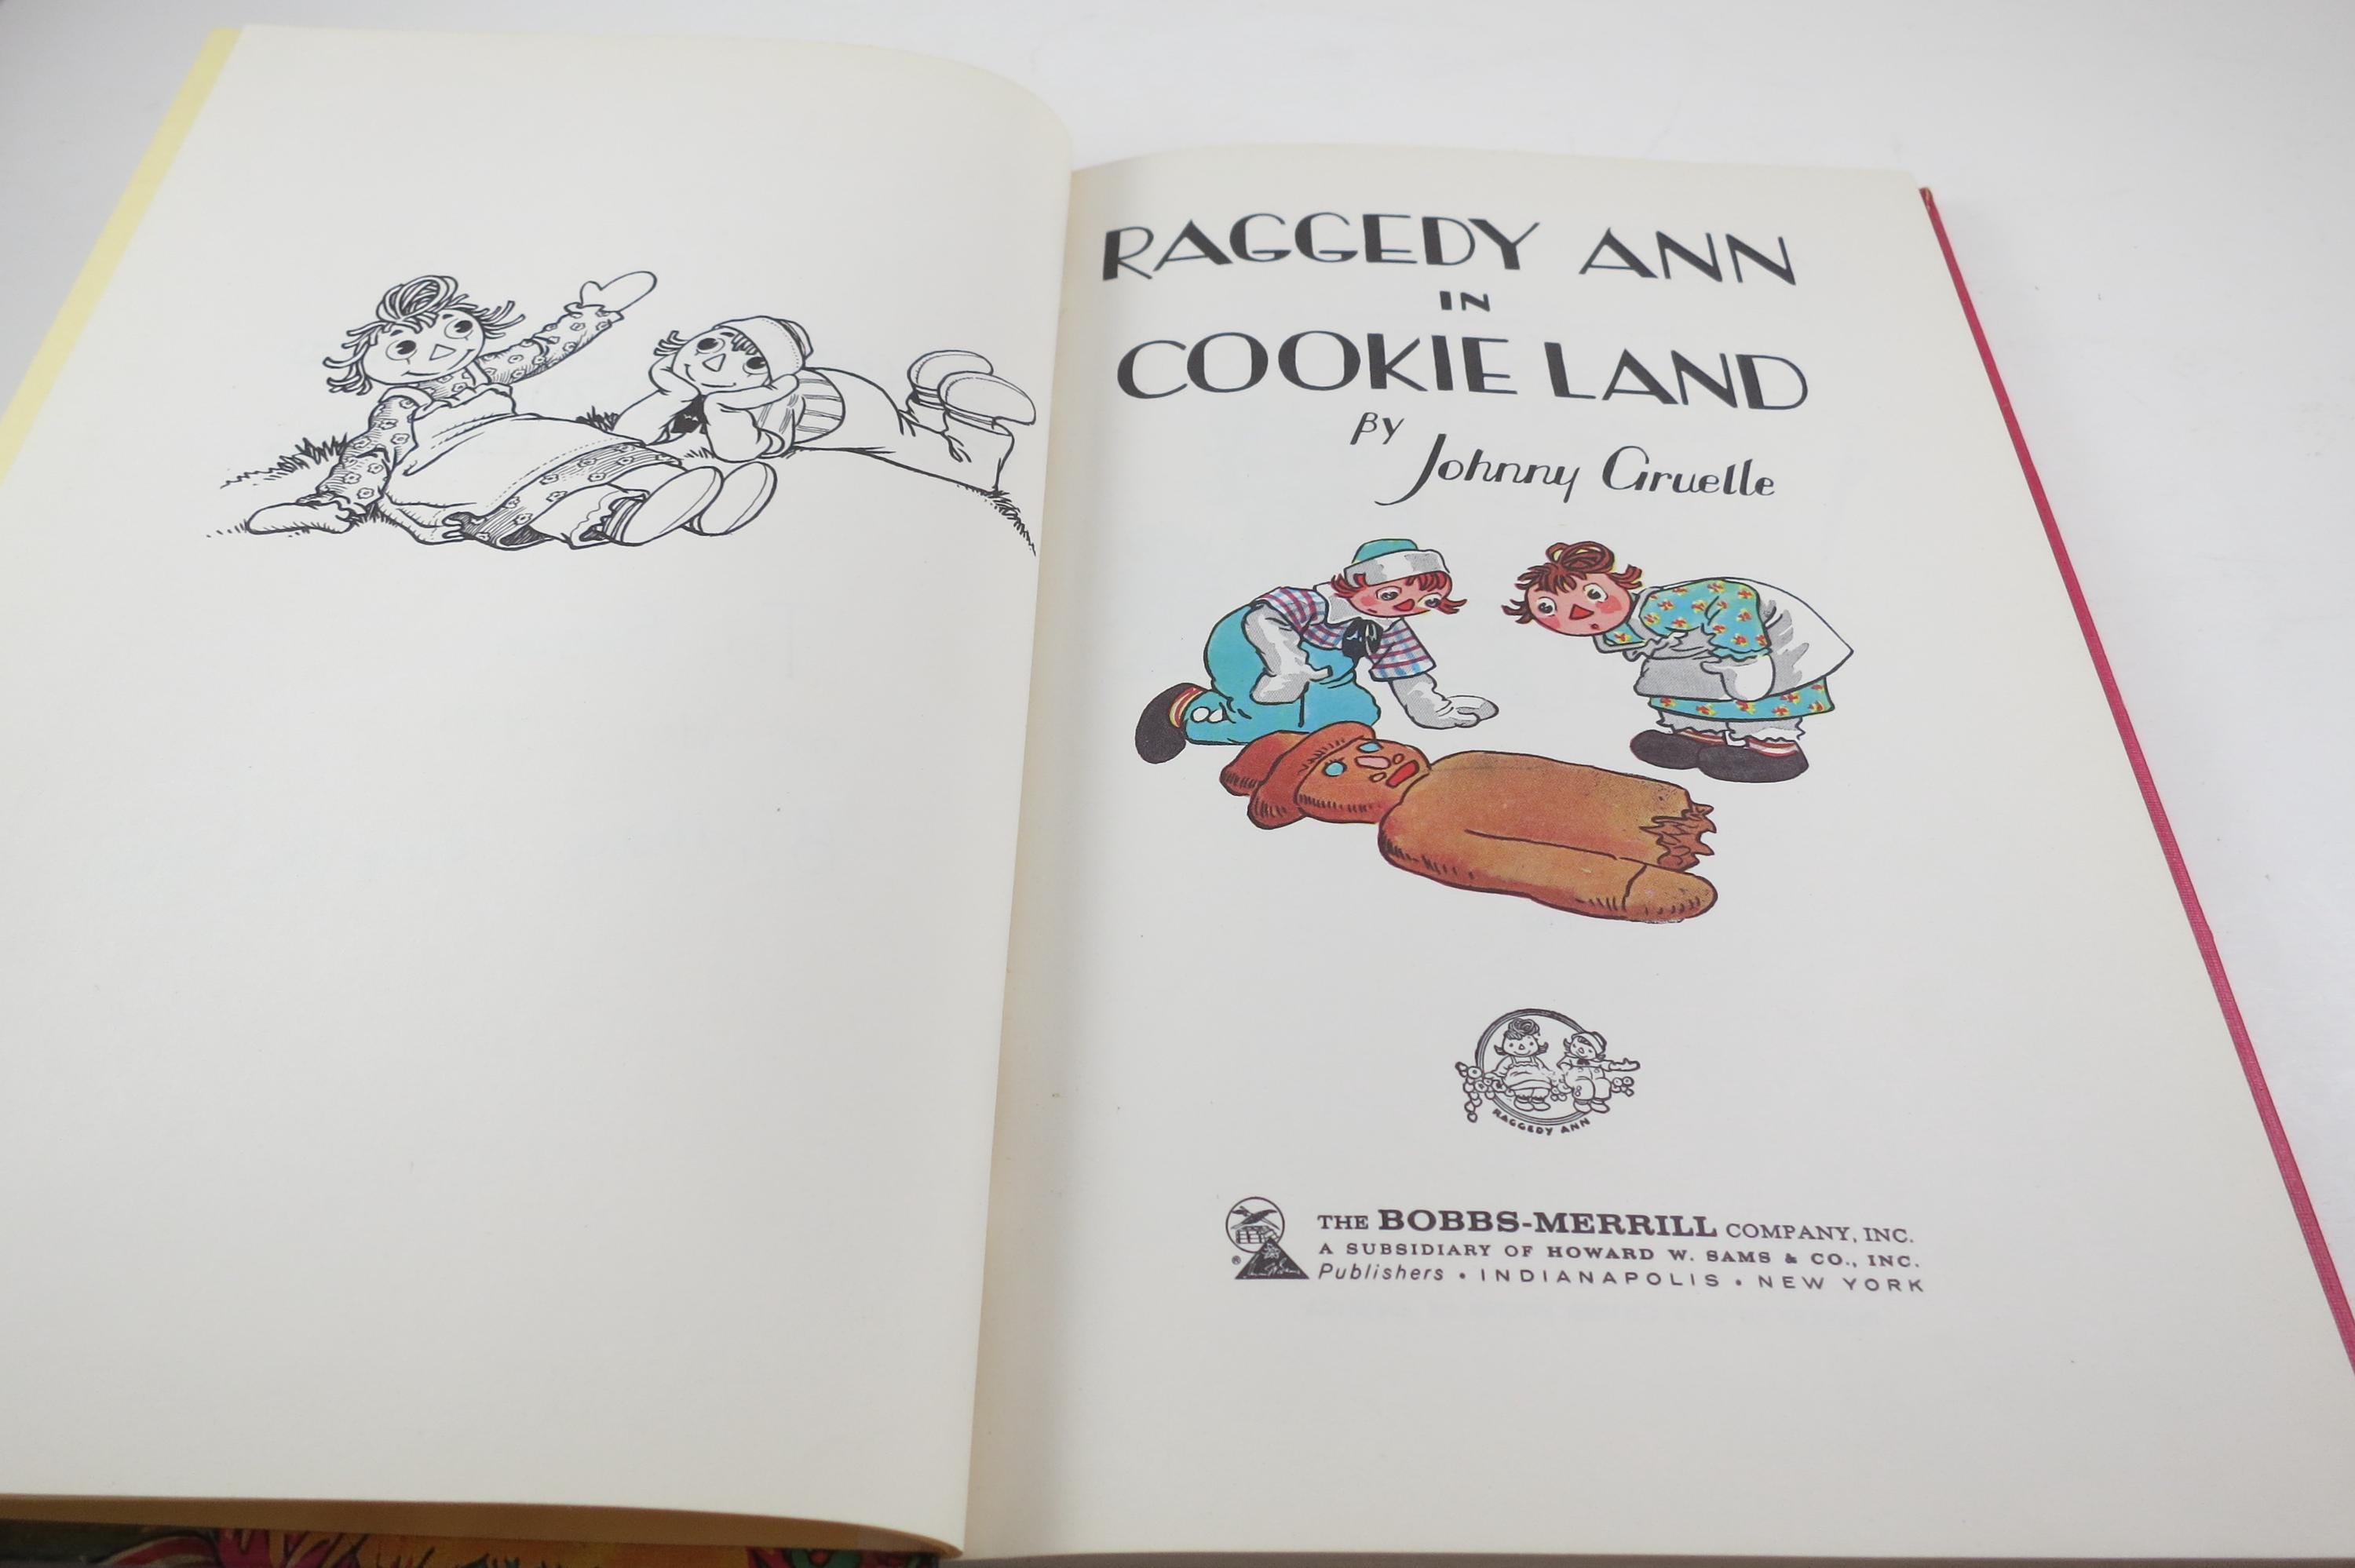 RAGGEDY ANN
IN
COOKIE LAND
By Johnny Gruelle
RAGGEDY ANN
THE BOBBS-MERRILL COMPANY, INC.
A SUBSIDIARY OF HOWARD W. SAMS & CO., INC.
Publishers • INDIANAPOLIS • NEW YORK
®